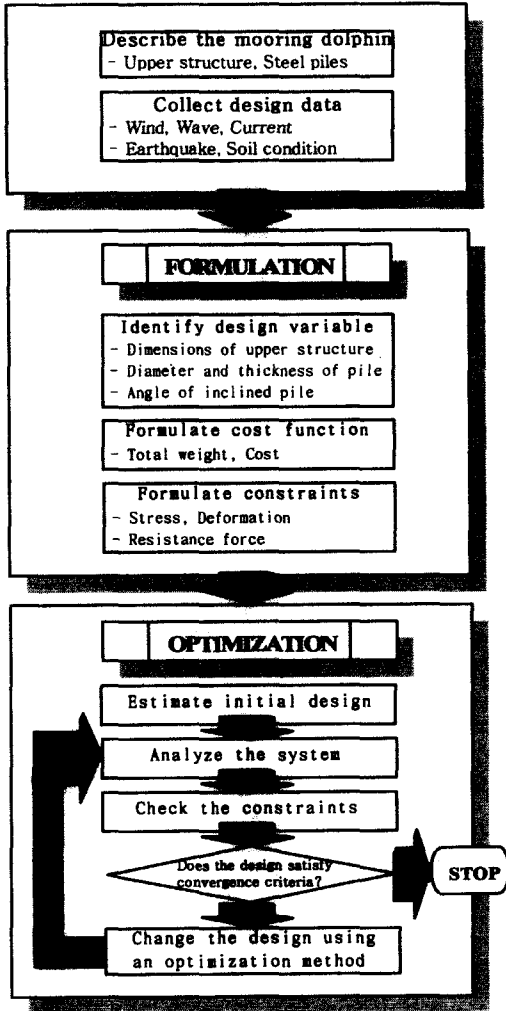 Describe the mooring dolphin
- Upper structure, Steel piles
Collect design data
- Wind, Wave, Current
- Earthquake, Soil condition
FORMULATION
Identify design variable
- Dimensions of upper structure
- Diameter and thickness of pile
- Angle of inclined pile
Formulate cost function
- Total weight, Cost
Formulate constraints
- Stress, Deformation
- Resistance force
OPTIMIZATION
Estimate initial design
Analyze the system
Check the constraints
Does the design satisfy
convergence criteria?
STOP
Change the design using
an optimization method